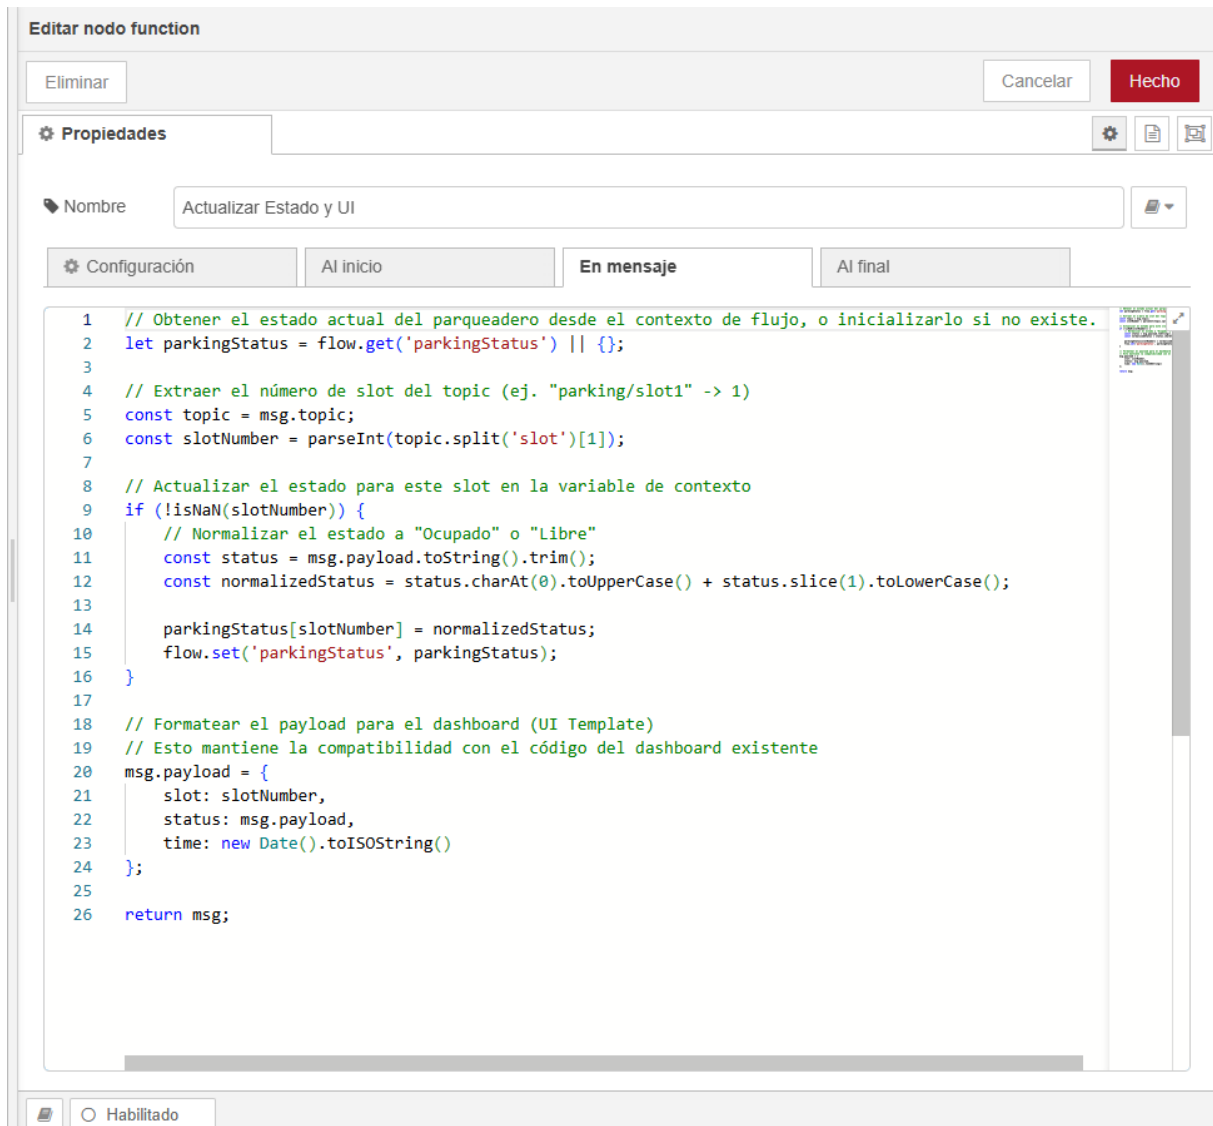 Editar nodo function
Eliminar
Cancelar
Hecho
Propiedades
Nombre
Actualizar Estado y UI
Configuración
Al inicio
En mensaje
Al final
1 // Obtener el estado actual del parqueadero desde el contexto de flujo, o inicializarlo si no existe.
2 let parkingStatus = flow.get('parkingStatus') || {};
3
4 // Extraer el número de slot del topic (ej. "parking/slot1" -> 1)
5 const topic = msg.topic;
6 const slotNumber = parseInt(topic.split('slot')[1]);
7
8 // Actualizar el estado para este slot en la variable de contexto
9 if (!isNaN(slotNumber)) {
10     // Normalizar el estado a "Ocupado" o "Libre"
11     const status = msg.payload.toString().trim();
12     const normalizedStatus = status.charAt(0).toUpperCase() + status.slice(1).toLowerCase();
13
14     parkingStatus[slotNumber] = normalizedStatus;
15     flow.set('parkingStatus', parkingStatus);
16 }
17
18 // Formatear el payload para el dashboard (UI Template)
19 // Esto mantiene la compatibilidad con el código del dashboard existente
20 msg.payload = {
21     slot: slotNumber,
22     status: msg.payload,
23     time: new Date().toISOString()
24 };
25
26 return msg;
Habilitado